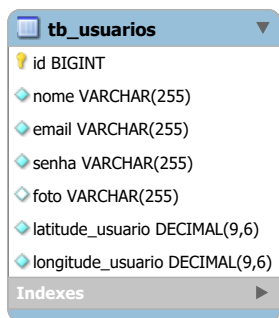 tb_usuarios
id BIGINT
nome VARCHAR(255)
email VARCHAR(255)
senha VARCHAR(255)
foto VARCHAR(255)
latitude_usuario DECIMAL(9,6)
longitude_usuario DECIMAL(9,6)
Indexes